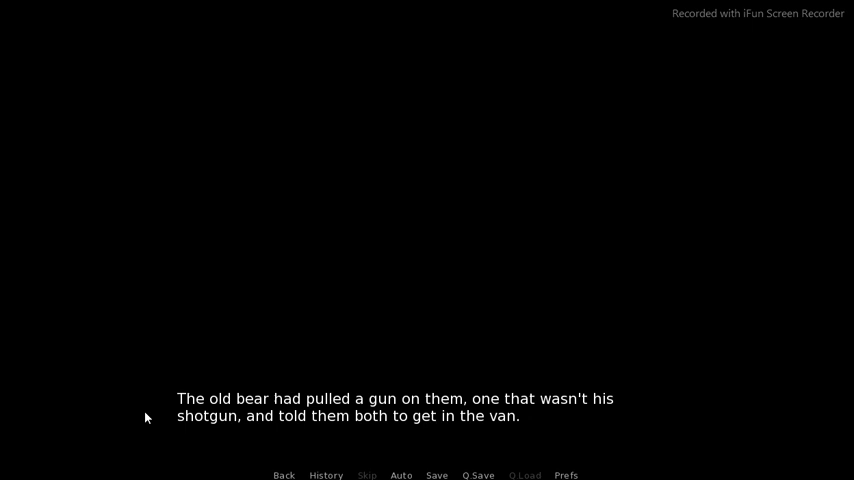 Recorded with iFun Screen Recorder
The old bear had pulled a gun on them, one that wasn't his
shotgun, and told them both to get in the van.
Back History Skip Auto Save Q.Save Q.Load Prefs